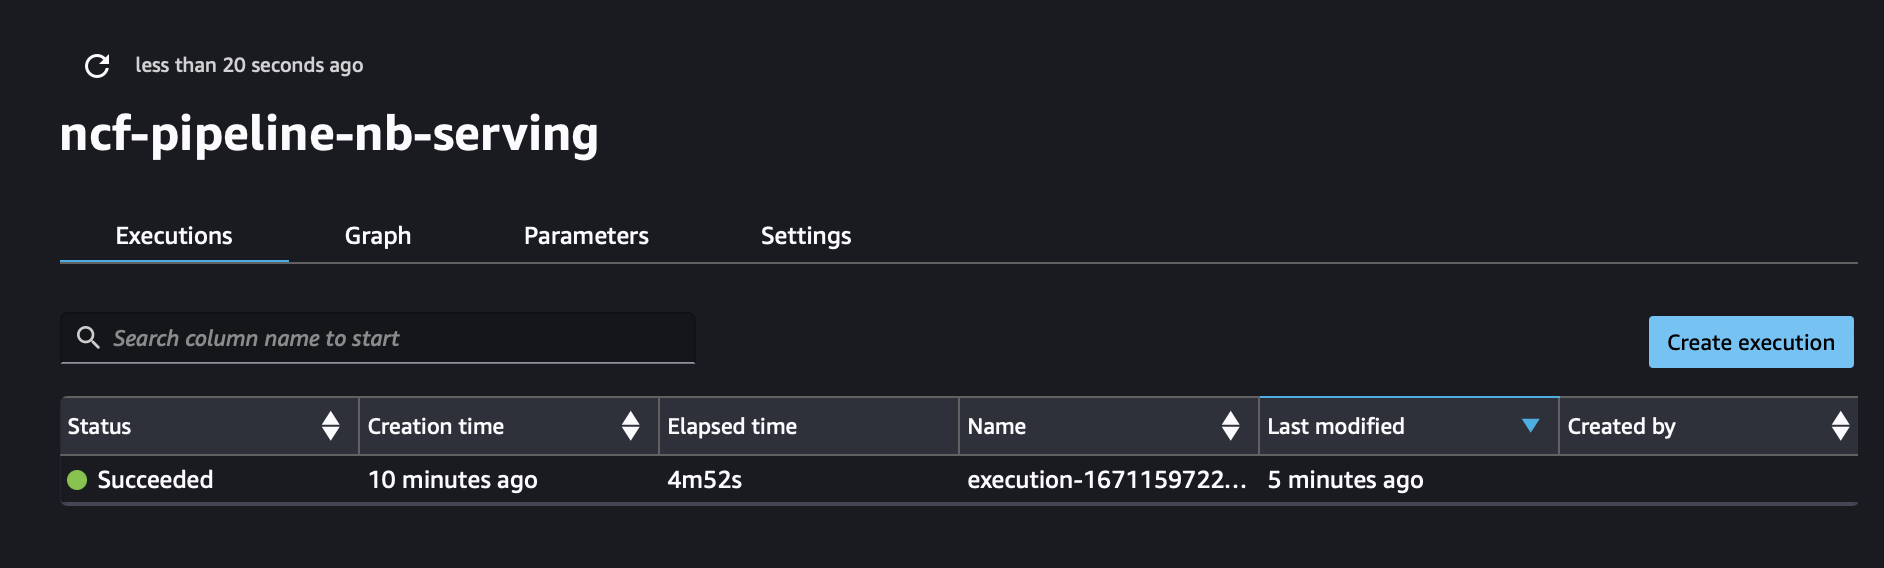 less than 20 seconds ago
ncf-pipeline-nb-serving
Executions Graph Parameters Settings
Search column name to start
Create execution
Status Creation time Elapsed time Name Last modified Created by
Succeeded 10 minutes ago 4m52s execution-1671159722... 5 minutes ago